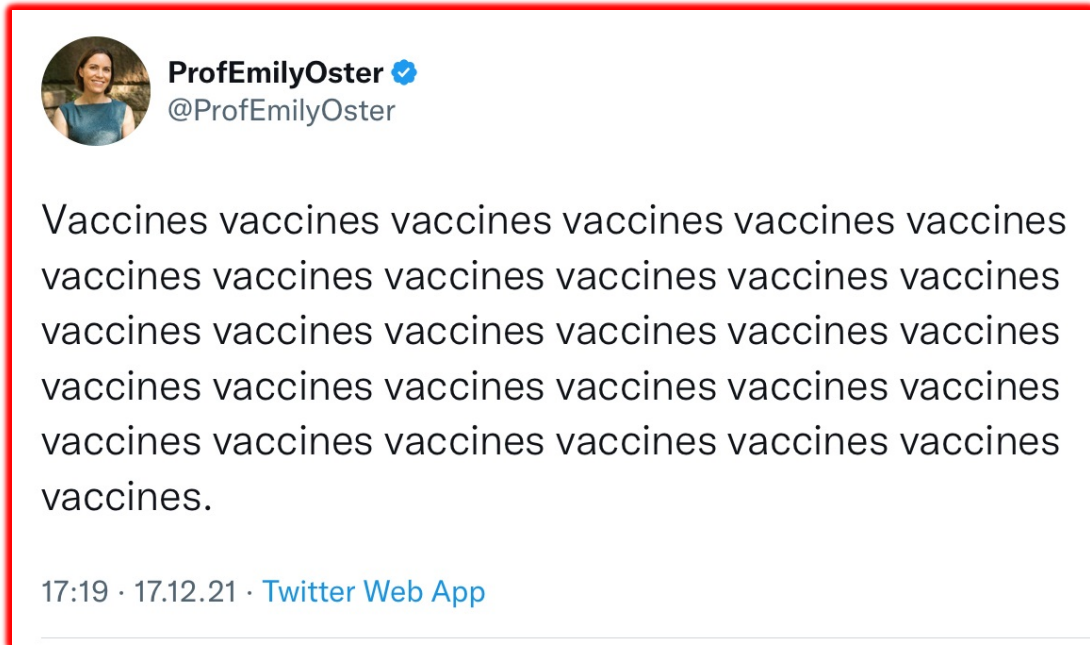 ProfEmilyOster
@ProfEmilyOster
Vaccines vaccines vaccines vaccines vaccines vaccines
vaccines vaccines vaccines vaccines vaccines vaccines
vaccines vaccines vaccines vaccines vaccines vaccines
vaccines vaccines vaccines vaccines vaccines vaccines
vaccines vaccines vaccines vaccines vaccines vaccines
vaccines.
17:19 · 17.12.21 · Twitter Web App